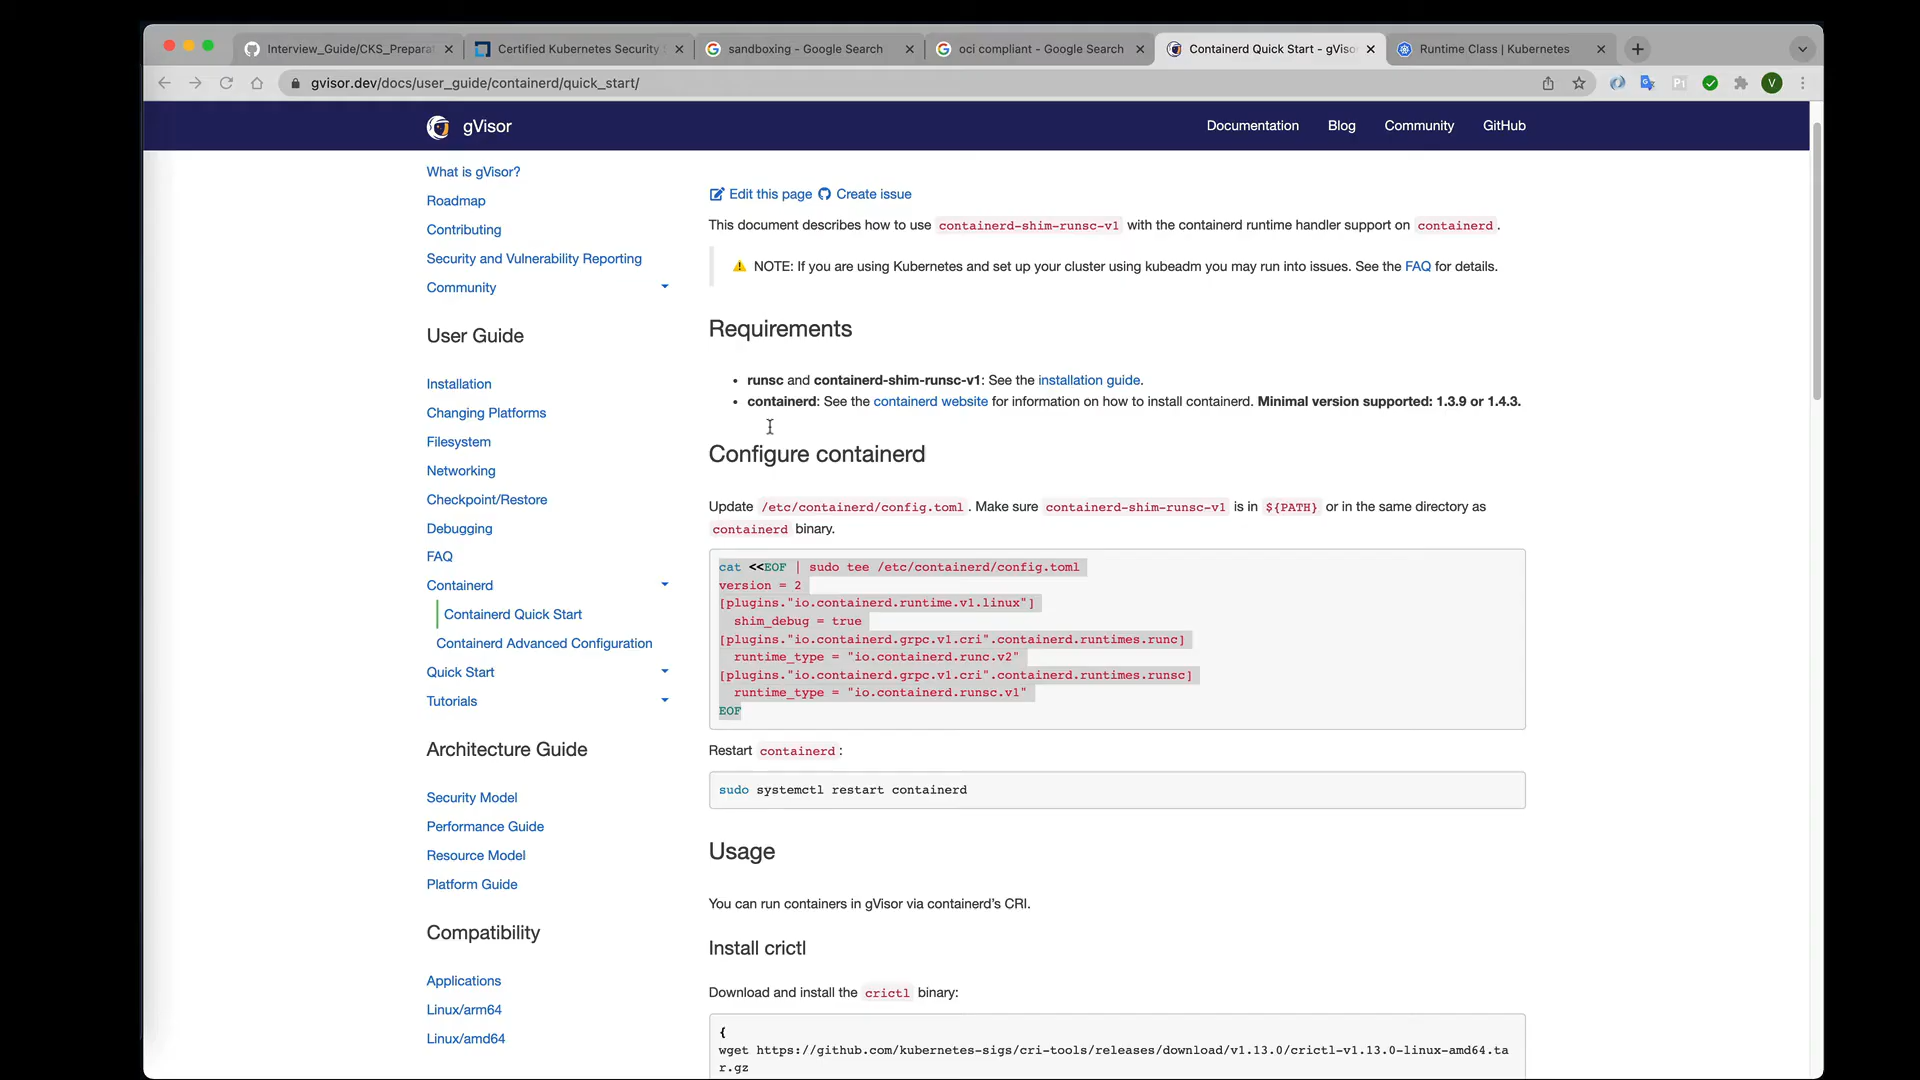 Interview_Guide/CKS_Preparat
Certified Kubernetes Security
sandboxing - Google Search
oci compliant - Google Search
Containerd Quick Start - gVisor
Runtime Class | Kubernetes
gvisor.dev/docs/user_guide/containerd/quick_start/
V
gVisor
Documentation
Blog
Community
GitHub
What is gVisor?
Roadmap
Contributing
Security and Vulnerability Reporting
Community
User Guide
Installation
Changing Platforms
Filesystem
Networking
Checkpoint/Restore
Debugging
FAQ
Containerd
Containerd Quick Start
Containerd Advanced Configuration
Quick Start
Tutorials
Architecture Guide
Security Model
Performance Guide
Resource Model
Platform Guide
Compatibility
Applications
Linux/arm64
Linux/amd64
Edit this page Create issue
This document describes how to use containerd-shim-runsc-v1 with the containerd runtime handler support on containerd .
NOTE: If you are using Kubernetes and set up your cluster using kubeadm you may run into issues. See the FAQ for details.
Requirements
• runsc and containerd-shim-runsc-v1: See the installation guide.
• containerd: See the containerd website for information on how to install containerd. Minimal version supported: 1.3.9 or 1.4.3.
Configure containerd
Update /etc/containerd/config.toml . Make sure containerd-shim-runsc-v1 is in ${PATH} or in the same directory as
containerd binary.
cat <<EOF | sudo tee /etc/containerd/config.toml
version = 2
[plugins."io.containerd.runtime.v1.linux"]
shim_debug = true
[plugins."io.containerd.grpc.v1.cri".containerd.runtimes.runc]
runtime_type = "io.containerd.runc.v2"
[plugins."io.containerd.grpc.v1.cri".containerd.runtimes.runsc]
runtime_type = "io.containerd.runsc.v1"
EOF
Restart containerd :
sudo systemctl restart containerd
Usage
You can run containers in gVisor via containerd's CRI.
Install crictl
Download and install the crictl binary:
{
wget https://github.com/kubernetes-sigs/cri-tools/releases/download/v1.13.0/crictl-v1.13.0-linux-amd64.ta
r.gz